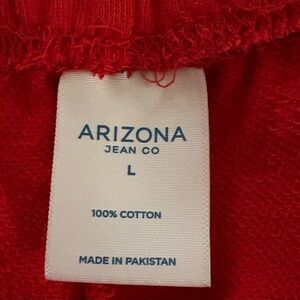 ARIZONA
JEAN CO
L
100% COTTON
MADE IN PAKISTAN